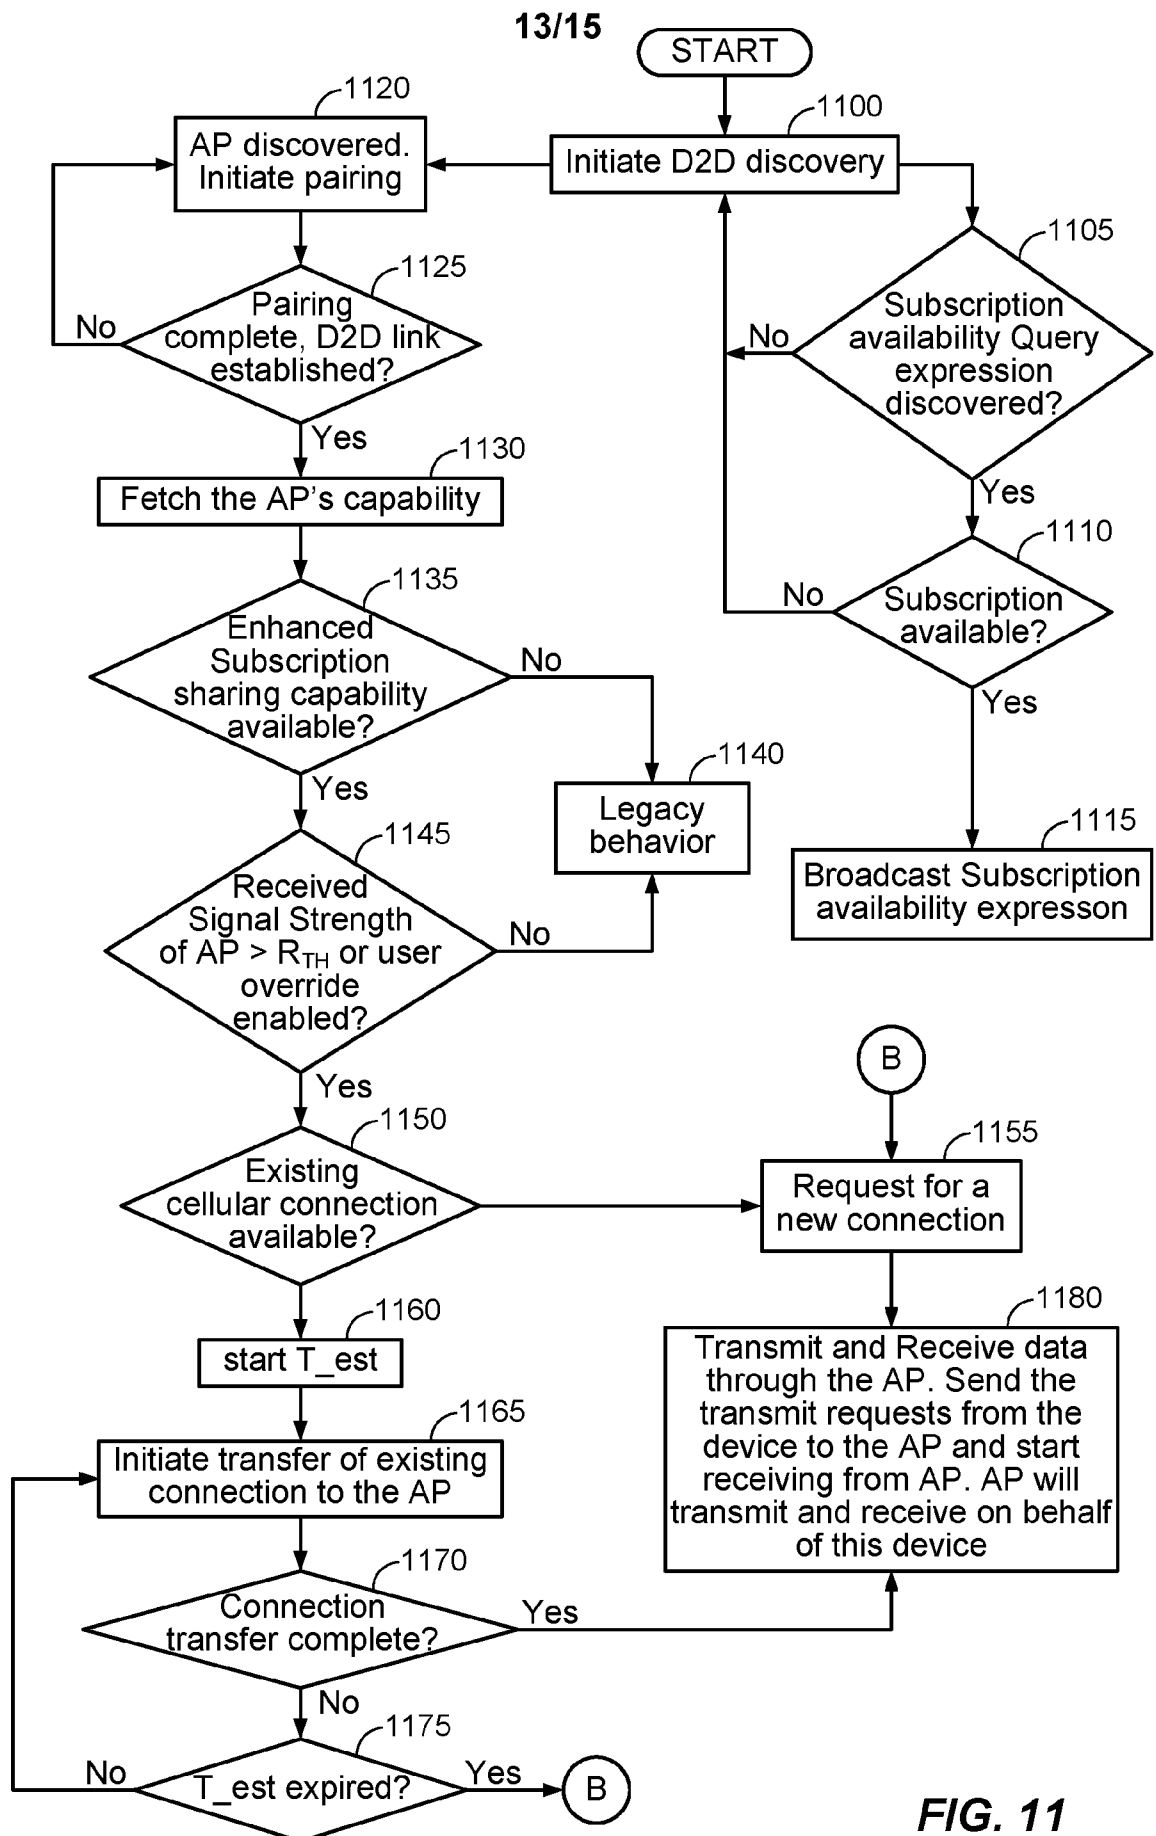 13/15
START
1100
Initiate D2D discovery
1120
AP discovered.
Initiate pairing
1125
Pairing
complete, D2D link
established?
No
Yes
1130
Fetch the AP's capability
1135
Enhanced
Subscription
sharing capability
available?
No
Yes
1140
Legacy
behavior
1145
Received
Signal Strength
of AP > RTH or user
override
enabled?
No
Yes
1150
Existing
cellular connection
available?
1160
start T_est
1165
Initiate transfer of existing
connection to the AP
1170
Connection
transfer complete?
Yes
No
1175
T_est expired?
No
Yes
B
1105
Subscription
availability Query
expression
discovered?
No
Yes
1110
Subscription
available?
No
Yes
1115
Broadcast Subscription
availability expresson
B
1155
Request for a
new connection
1180
Transmit and Receive data
through the AP. Send the
transmit requests from the
device to the AP and start
receiving from AP. AP will
transmit and receive on behalf
of this device
FIG. 11